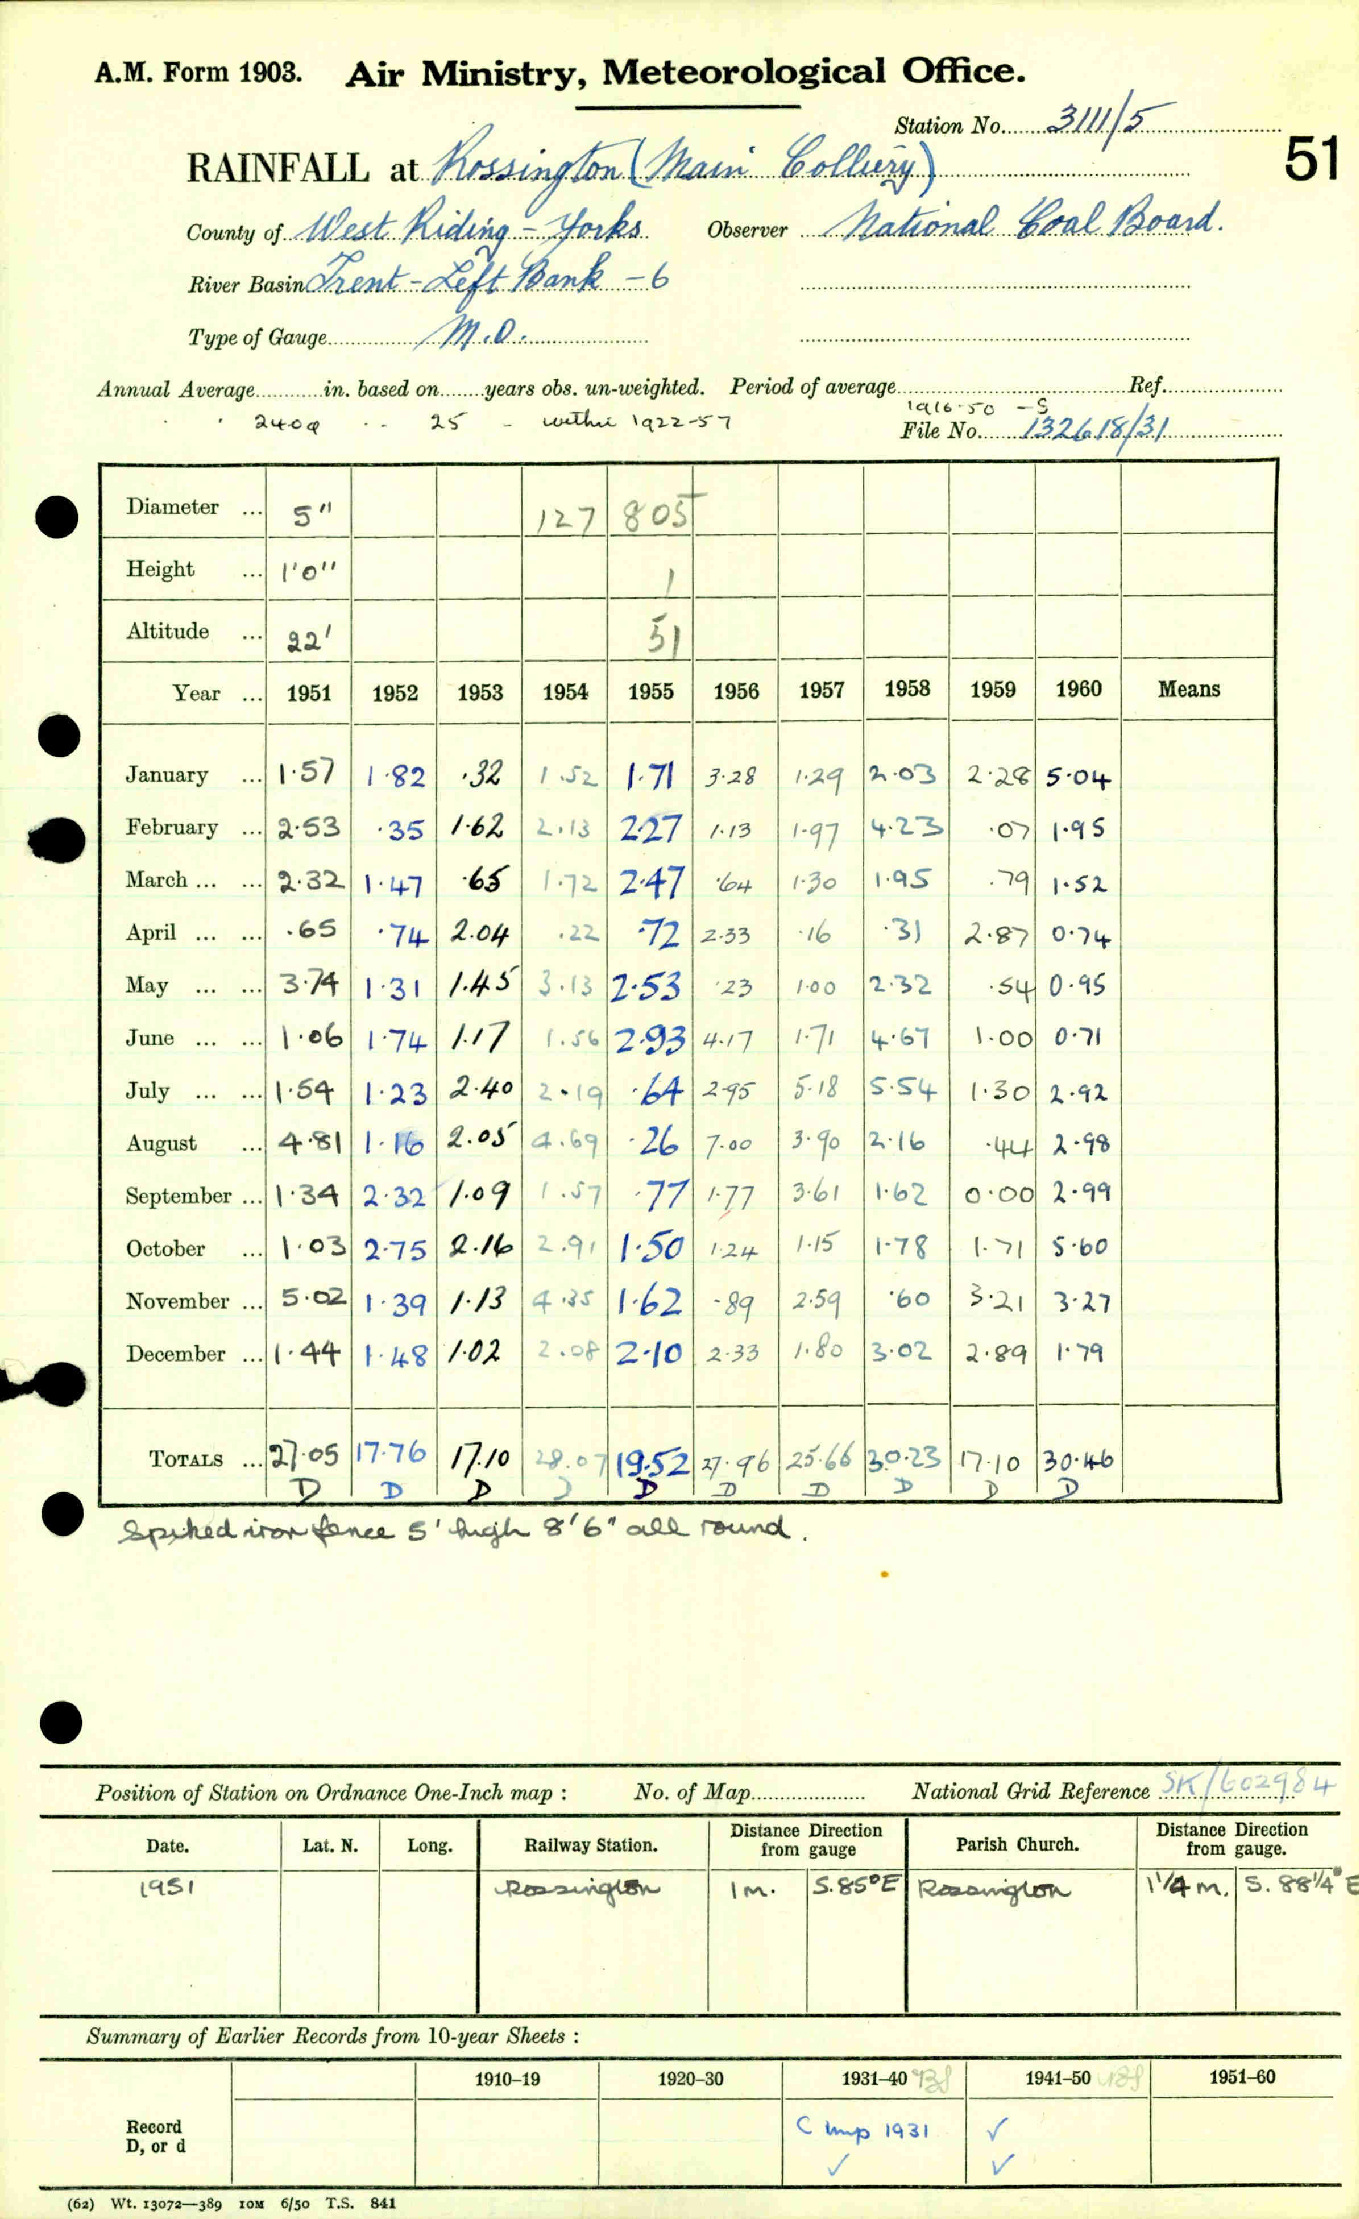 A.M. Form 1903. Air Ministry, Meteorological Office.
Station No. 3111/5
51
RAINFALL at Rossington (Main Colliery)
County of West Riding - Yorks Observer National Coal Board.
River Basin Trent - Left Bank - 6
Type of Gauge M.O.
Annual Average in. based on years obs. un-weighted. Period of average Ref.
1916-50 - S
2409 25 within 1922-57 File No. 132618/31
Diameter ... 5" 127 805
Height ... 1'0" 1
Altitude ... 22' 51
Year ... 1951 1952 1953 1954 1955 1956 1957 1958 1959 1960 Means
January ... 1.57 1.82 .32 1.52 1.71 3.28 1.29 2.03 2.28 5.04
February ... 2.53 .35 1.62 2.13 2.27 1.13 1.97 4.23 .07 1.95
March ... ... 2.32 1.47 .65 1.72 2.47 .64 1.30 1.95 .79 1.52
April ... ... .65 .74 2.04 .22 .72 2.33 .16 .31 2.87 0.74
May ... ... 3.74 1.31 1.45 3.13 2.53 .23 1.00 2.32 .54 0.95
June ... ... 1.06 1.74 1.17 1.56 2.93 4.17 1.71 4.67 1.00 0.71
July ... ... 1.54 1.23 2.40 2.19 .64 2.95 5.18 5.54 1.30 2.92
August ... 4.81 1.16 2.05 4.69 .26 7.00 3.90 2.16 .44 2.98
September ... 1.34 2.32 1.09 1.57 .77 1.77 3.61 1.62 0.00 2.99
October ... 1.03 2.75 2.16 2.91 1.50 1.24 1.15 1.78 1.71 5.60
November ... 5.02 1.39 1.13 4.35 1.62 .89 2.59 .60 3.21 3.27
December ... 1.44 1.48 1.02 2.08 2.10 2.33 1.80 3.02 2.89 1.79
TOTALS ... 27.05 17.76 17.10 28.07 19.52 27.96 25.66 30.23 17.10 30.46
D D D D D D D D D D
Spiked iron fence 5' high 8'6" all round.
Position of Station on Ordnance One-Inch map : No. of Map National Grid Reference SK/602984
Date. Lat. N. Long. Railway Station. Distance Direction from gauge Parish Church. Distance Direction from gauge.
1951 Rossington 1 m. S.85°E Rossington 1 1/4 m. S. 88 1/4° E
Summary of Earlier Records from 10-year Sheets :
1910–19 1920–30 1931–40 1941–50 1951–60
Record C Imp 1931 ✓
D, or d ✓ ✓
(62) Wt. 13072—389 10M 6/50 T.S. 841